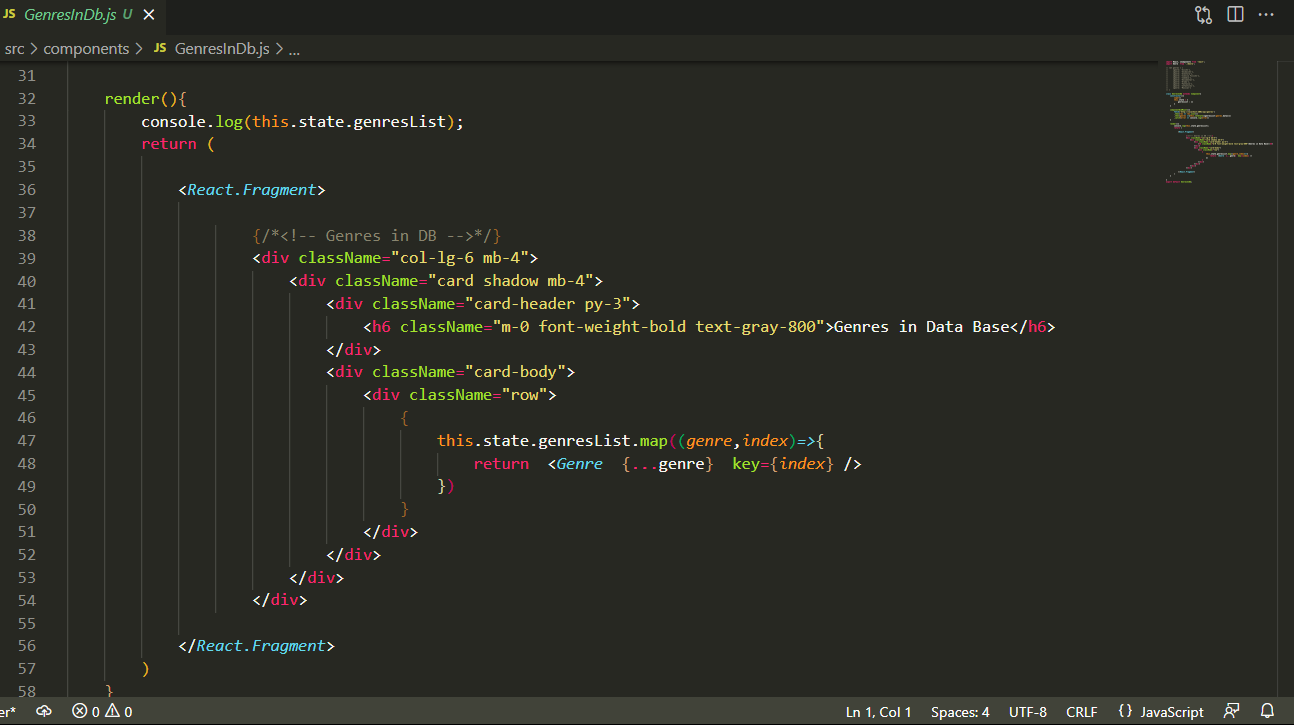 JS GenresInDb.js U ×
src > components > JS GenresInDb.js > ...
31
32 render(){
33 console.log(this.state.genresList);
34 return (
35
36 <React.Fragment>
37
38 {/*<!-- Genres in DB -->*/}
39 <div className="col-lg-6 mb-4">
40 <div className="card shadow mb-4">
41 <div className="card-header py-3">
42 <h6 className="m-0 font-weight-bold text-gray-800">Genres in Data Base</h6>
43 </div>
44 <div className="card-body">
45 <div className="row">
46 {
47 this.state.genresList.map((genre,index)=>{
48 return  <Genre  {...genre}  key={index} />
49 })
50 }
51 </div>
52 </div>
53 </div>
54 </div>
55
56 </React.Fragment>
57 )
58 }
er* 0 0 Ln 1, Col 1 Spaces: 4 UTF-8 CRLF {} JavaScript